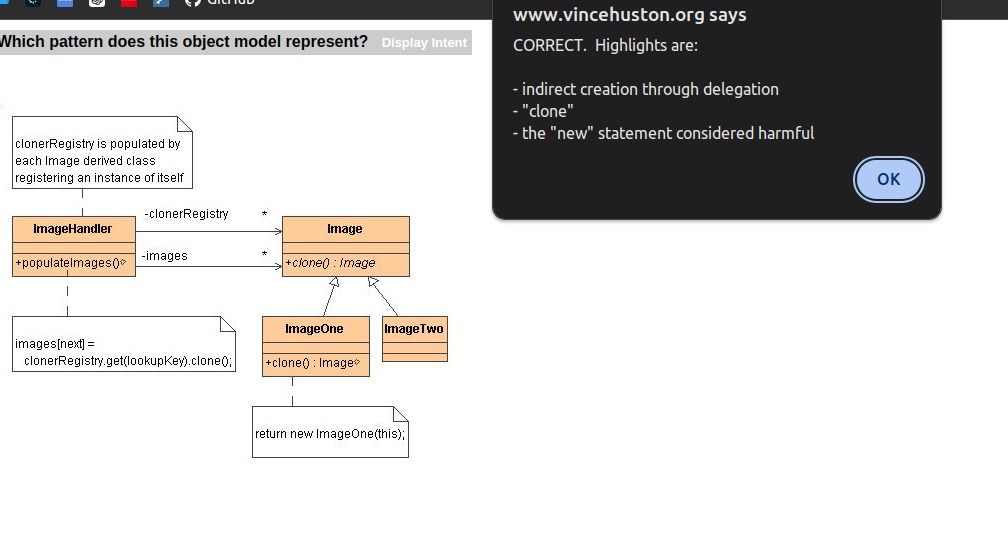 GitHub
Which pattern does this object model represent? Display Intent
www.vincehuston.org says
CORRECT. Highlights are:
- indirect creation through delegation
- "clone"
- the "new" statement considered harmful
OK
clonerRegistry is populated by
each Image derived class
registering an instance of itself
ImageHandler
+populateImages()
-clonerRegistry *
-images *
Image
+clone() : Image
images[next] =
clonerRegistry.get(lookupKey).clone();
ImageOne
+clone() : Image
ImageTwo
return new ImageOne(this);